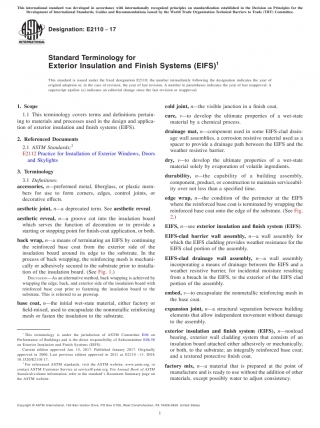 This international standard was developed in accordance with internationally recognized principles on standardization established in the Decision on Principles for the
Development of International Standards, Guides and Recommendations issued by the World Trade Organization Technical Barriers to Trade (TBT) Committee.
Designation: E2110 − 17
Standard Terminology for
Exterior Insulation and Finish Systems (EIFS)1
This standard is issued under the fixed designation E2110; the number immediately following the designation indicates the year of
original adoption or, in the case of revision, the year of last revision. A number in parentheses indicates the year of last reapproval. A
superscript epsilon (ε) indicates an editorial change since the last revision or reapproval.
1. Scope
1.1 This terminology covers terms and definitions pertain-
ing to materials and processes used in the design and applica-
tion of exterior insulation and finish systems (EIFS).
2. Referenced Documents
2.1 ASTM Standards:2
E2112 Practice for Installation of Exterior Windows, Doors
and Skylights
3. Terminology
3.1 Definitions:
accessories, n—preformed metal, fiberglass, or plastic mem-
bers for use to form corners, edges, control joints, or
decorative effects.
aesthetic joint, n—a deprecated term. See aesthetic reveal.
aesthetic reveal, n—a groove cut into the insulation board
which serves the function of decoration or to provide a
starting or stopping point for finish-coat application, or both.
back wrap, n—a means of terminating an EIFS by continuing
the reinforced base coat from the exterior side of the
insulation board around its edge to the substrate. In the
process of back wrapping, the reinforcing mesh is mechani-
cally or adhesively secured to the substrate prior to installa-
tion of the insulation board. (See Fig. 1.)
DISCUSSION—As an alternative method, back wrapping is achieved by
wrapping the edge, back, and exterior side of the insulation board with
reinforced base coat prior to fastening the insulation board to the
substrate. This is referred to as prewrap.
base coat, n—the initial wet-state material, either factory or
field-mixed, used to encapsulate the nonmetallic reinforcing
mesh or fasten the insulation to the substrate.
1 This terminology is under the jurisdiction of ASTM Committee E06 on
Performance of Buildings and is the direct responsibility of Subcommittee E06.58
on Exterior Insulation and Finish Systems (EIFS).
Current edition approved Jan. 15, 2017. Published January 2017. Originally
approved in 2000. Last previous edition approved in 2011 as E2110 – 11. DOI:
10.1520/E2110-17.
2 For referenced ASTM standards, visit the ASTM website, www.astm.org, or
contact ASTM Customer Service at service@astm.org. For Annual Book of ASTM
Standards volume information, refer to the standard's Document Summary page on
the ASTM website.
cold joint, n—the visible junction in a finish coat.
cure, v—to develop the ultimate properties of a wet-state
material by a chemical process.
drainage mat, n—component used in some EIFS-clad drain-
age wall assemblies, a corrosion resistive material used as a
spacer to provide a drainage path between the EIFS and the
weather resistive barrier.
dry, v—to develop the ultimate properties of a wet-state
material solely by evaporation of volatile ingredients.
durability, n—the capability of a building assembly,
component, product, or construction to maintain serviceabil-
ity over not less than a specified time.
edge wrap, n—the condition of the perimeter of the EIFS
where the reinforced base coat is terminated by wrapping the
reinforced base coat onto the edge of the substrate. (See Fig.
2.)
EIFS, n—see exterior insulation and finish system (EIFS).
EIFS-clad barrier wall assembly, n—a wall assembly for
which the EIFS cladding provides weather resistance for the
EIFS clad portion of the assembly.
EIFS-clad drainage wall assembly, n—a wall assembly
incorporating a means of drainage between the EIFS and a
weather resistive barrier, for incidental moisture resulting
from a breach in the EIFS, to the exterior of the EIFS clad
portion of the assembly.
embed, v—to encapsulate the nonmetallic reinforcing mesh in
the base coat.
expansion joint, n—a structural separation between building
elements that allow independent movement without damage
to the assembly.
exterior insulation and finish system (EIFS), n—nonload
bearing, exterior wall cladding system that consists of an
insulation board attached either adhesively or mechanically,
or both, to the substrate, an integrally reinforced base coat;
and a textured protective finish coat.
factory mix, n—a material that is prepared at the point of
manufacture and is ready to use without the addition of other
materials, except possibly water to adjust consistency.
Copyright © ASTM International, 100 Barr Harbor Drive, PO Box C700, West Conshohocken, PA 19428-2959. United States
1